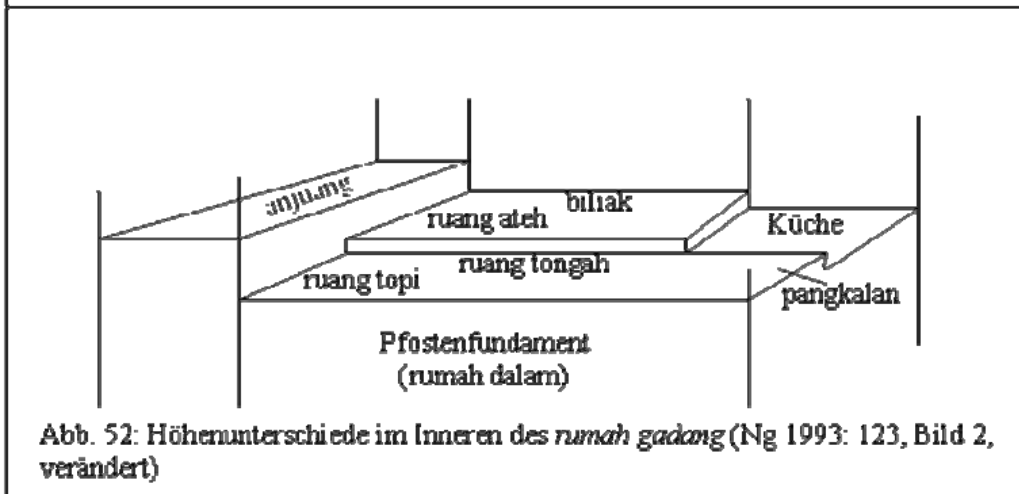 anjuang
biliak
ruang ateh
Küche
ruang tongah
ruang topi
pangkalan
Pfostenfundament
(rumah dalam)
Abb. 52: Höhenunterschiede im Inneren des rumah gadang (Ng 1993: 123, Bild 2,
verändert)